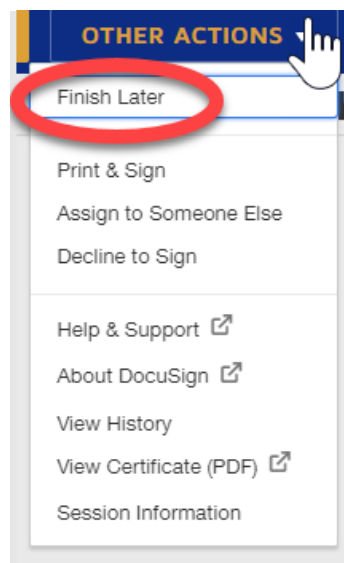 OTHER ACTIONS
Finish Later
Print & Sign
Assign to Someone Else
Decline to Sign
Help & Support
About DocuSign
View History
View Certificate (PDF)
Session Information